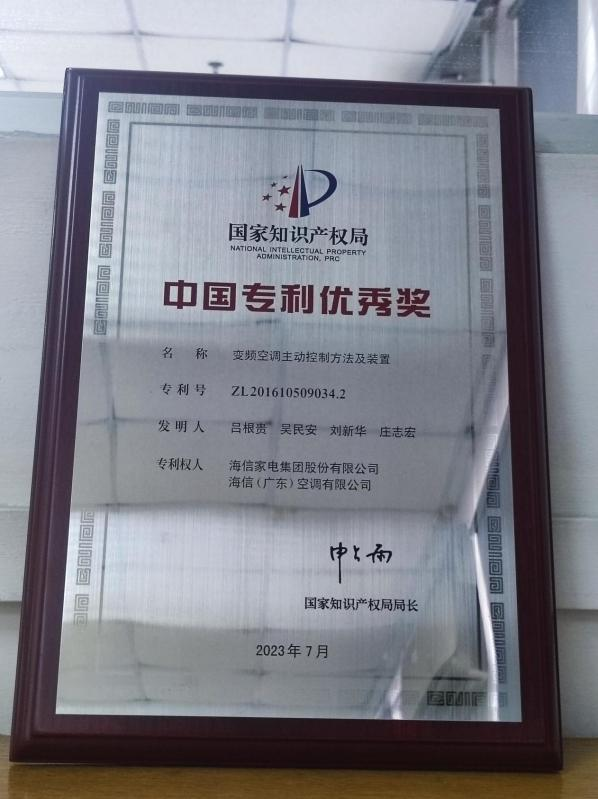 国家知识产权局
NATIONAL INTELLECTUAL PROPERTY
ADMINISTRATION, PRC
中国专利优秀奖
名 称 变频空调主动控制方法及装置
专利号 ZL201610509034.2
发明人 吕根贵 吴民安 刘新华 庄志宏
专利权人 海信家电集团股份有限公司
海信(广东)空调有限公司
申长雨
国家知识产权局局长
2023年7月